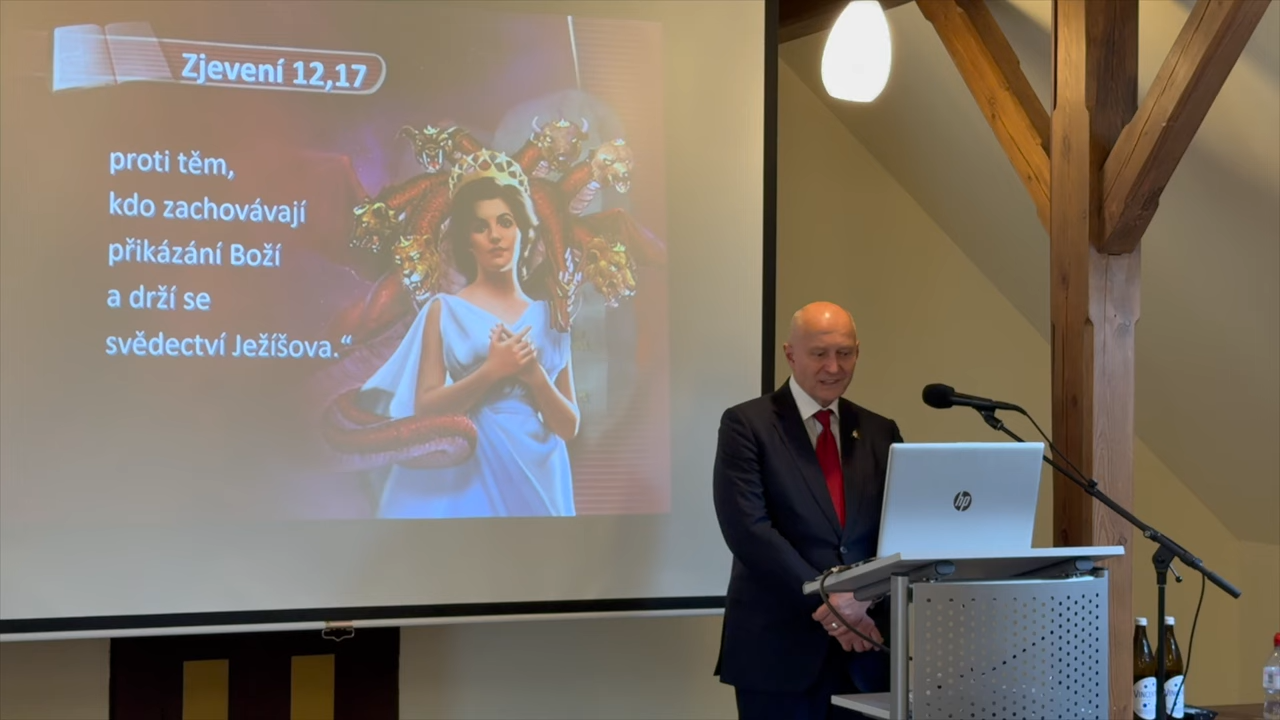 Zjevení 12,17
proti těm,
kdo zachovávají
přikázání Boží
a drží se
svědectví Ježíšova.“
hp